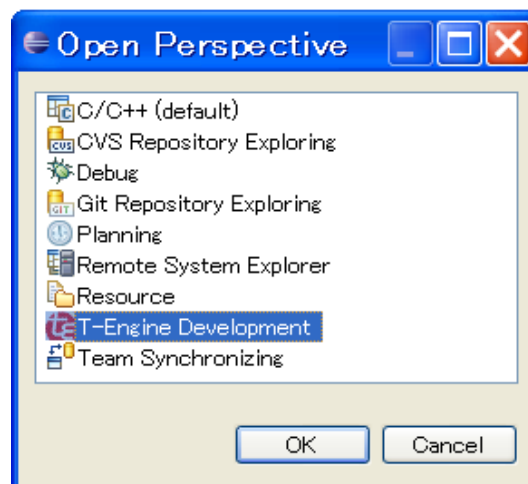 Open Perspective
C/C++ (default)
CVS Repository Exploring
Debug
Git Repository Exploring
Planning
Remote System Explorer
Resource
T-Engine Development
Team Synchronizing
OK
Cancel